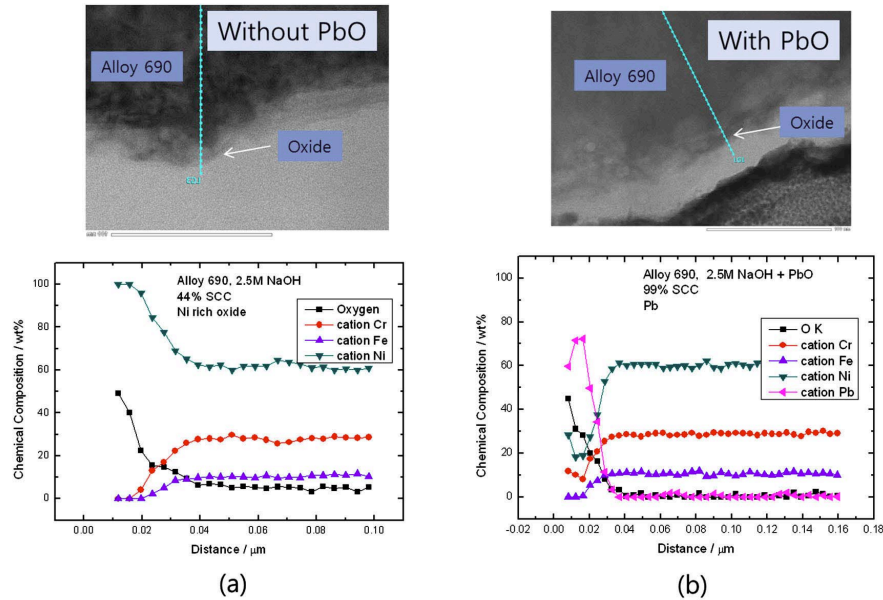 Without PbO
Alloy 690
Oxide
With PbO
Alloy 690
Oxide
Alloy 690, 2.5M NaOH
44% SCC
Ni rich oxide
Oxygen
cation Cr
cation Fe
cation Ni
100
80
60
40
20
0
Chemical Composition / wt%
0.00 0.02 0.04 0.06 0.08 0.10
Distance / μm
(a)
Alloy 690, 2.5M NaOH + PbO
99% SCC
Pb
O K
cation Cr
cation Fe
cation Ni
cation Pb
100
80
60
40
20
0
Chemical Composition / wt%
-0.02 0.00 0.02 0.04 0.06 0.08 0.10 0.12 0.14 0.16
Distance / μm
(b)